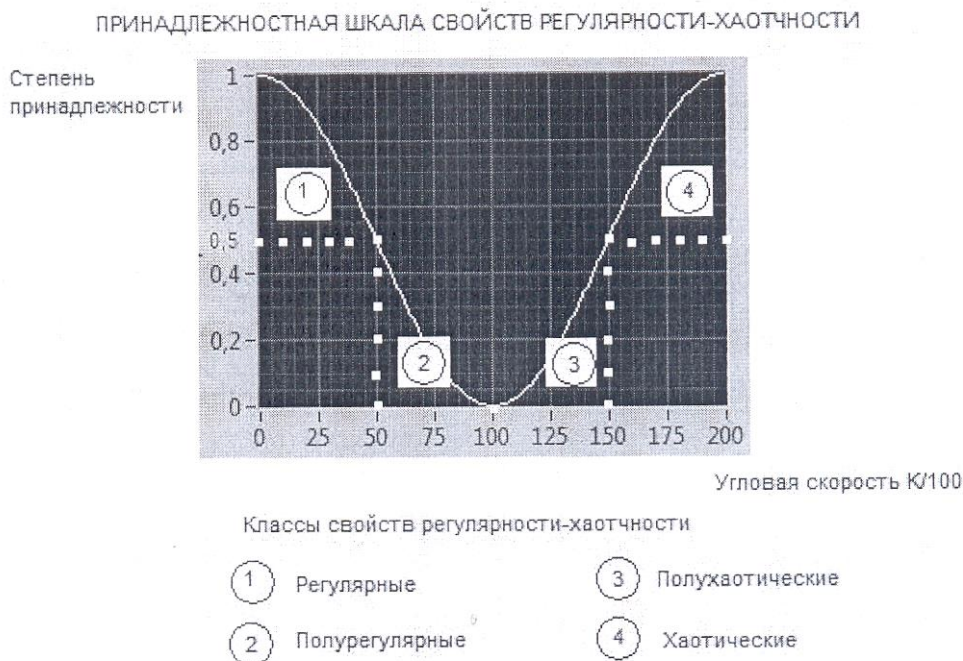 ПРИНАДЛЕЖНОСТНАЯ ШКАЛА СВОЙСТВ РЕГУЛЯРНОСТИ-ХАОТЧНОСТИ
Степень
принадлежности
1
0,8
0,6
0,5
0,4
0,2
0
1
4
2
3
0 25 50 75 100 125 150 175 200
Угловая скорость К/100
Классы свойств регулярности-хаотчности
1 Регулярные
3 Полухаотические
2 Полурегулярные
4 Хаотические